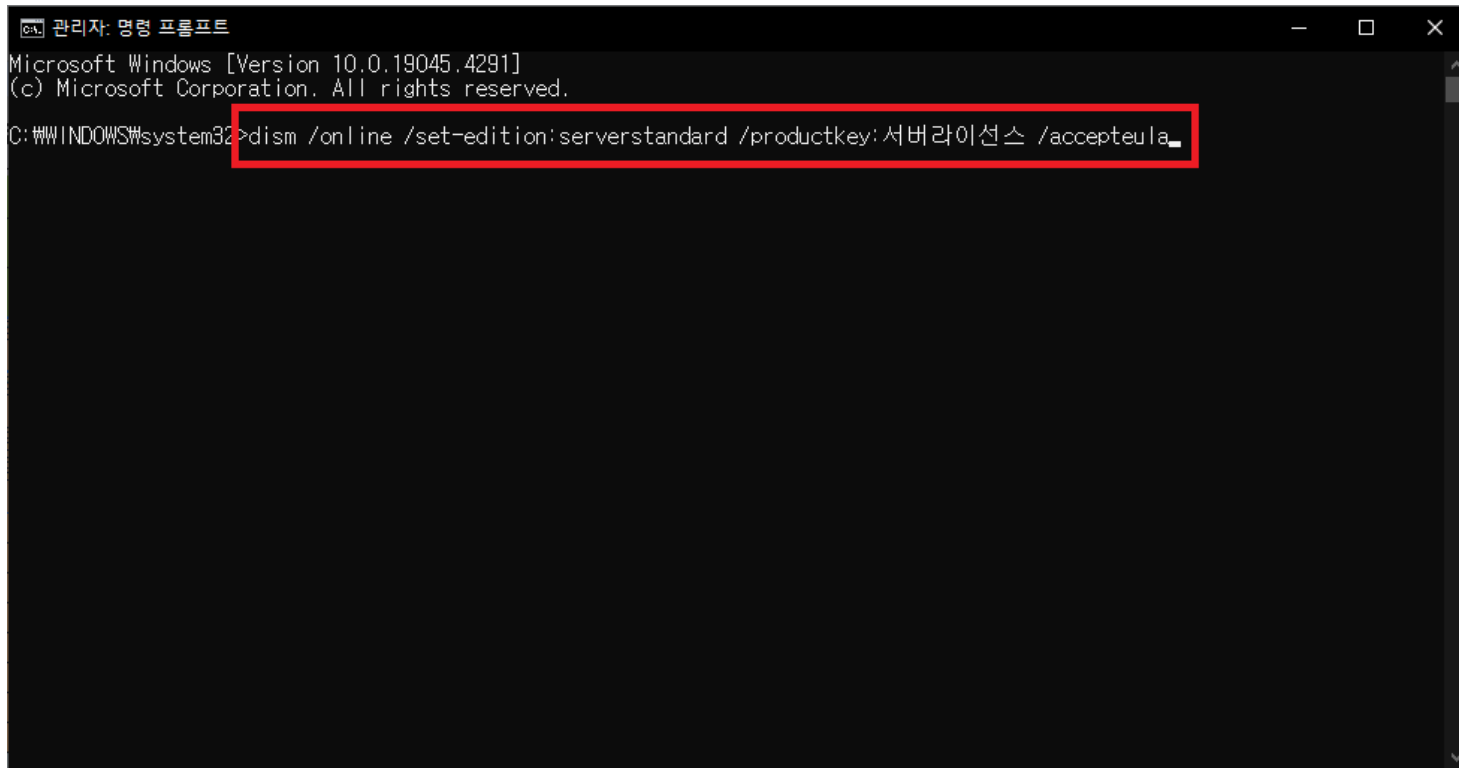 관리자: 명령 프롬프트
Microsoft Windows [Version 10.0.19045.4291]
(c) Microsoft Corporation. All rights reserved.
C:₩WINDOWS₩system32>dism /online /set-edition:serverstandard /productkey:서버라이선스 /accepteula